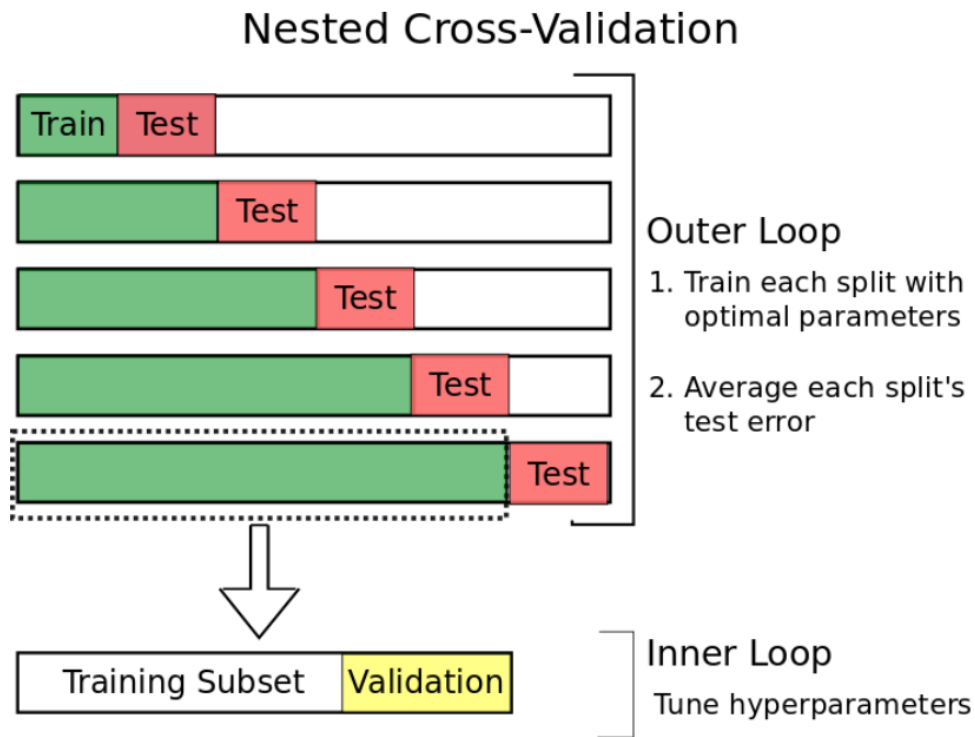 Nested Cross-Validation
Train Test
Test
Test
Test
Test
Outer Loop
1. Train each split with
optimal parameters
2. Average each split's
test error
Training Subset Validation
Inner Loop
Tune hyperparameters